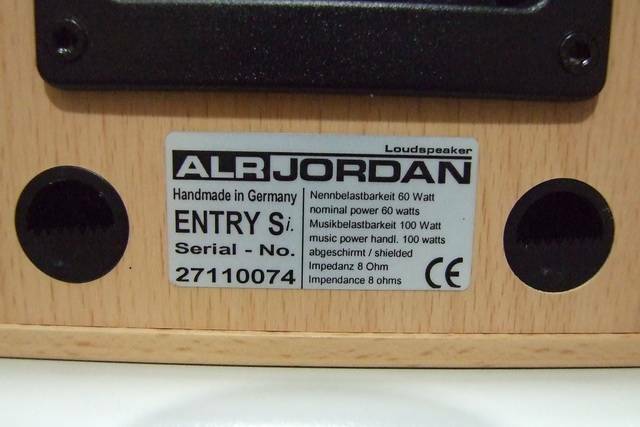 Loudspeaker
ALR JORDAN
Handmade in Germany
ENTRY Si.
Serial - No.
27110074
Nennbelastbarkeit 60 Watt
nominal power 60 watts
Musikbelastbarkeit 100 Watt
music power handl. 100 watts
abgeschirmt / shielded
Impedanz 8 Ohm
Impendance 8 ohms
CE